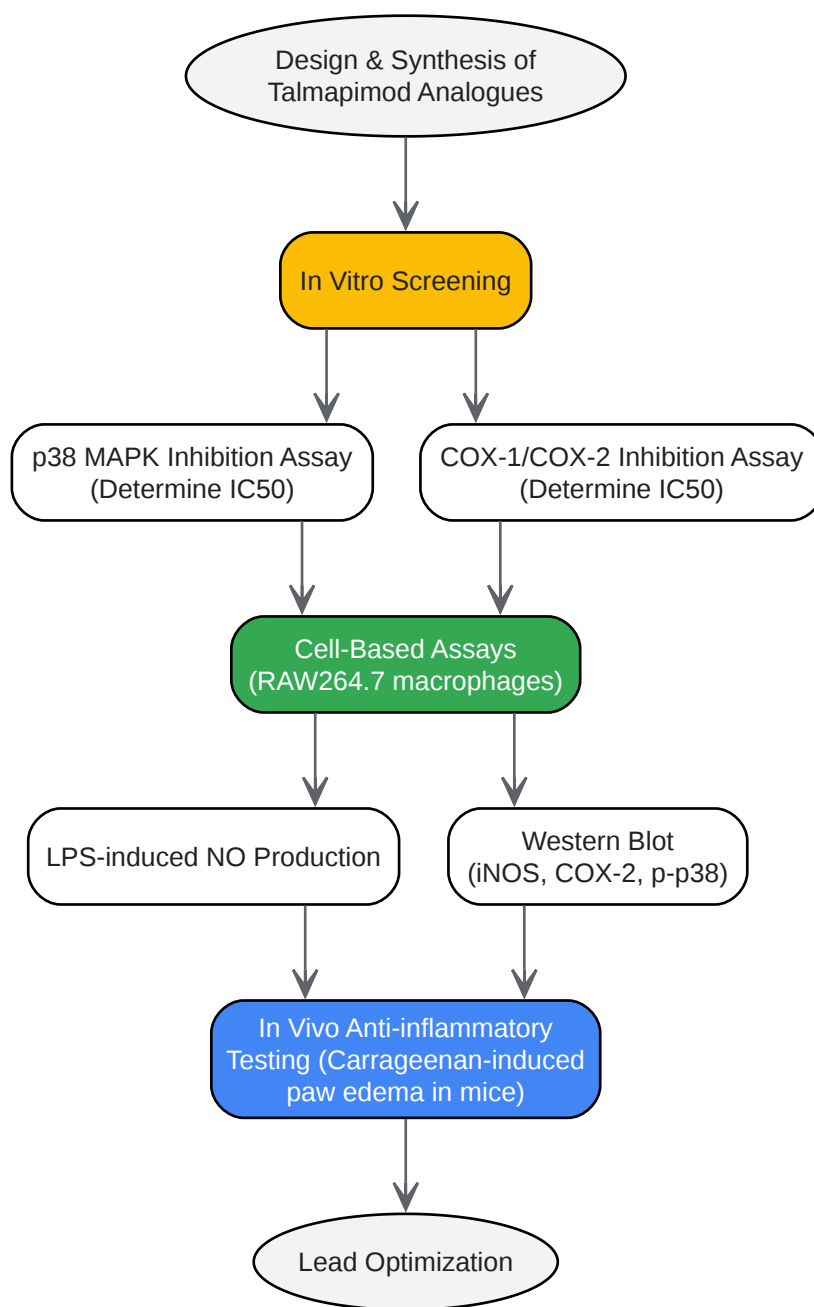 Design & Synthesis of
Talmapimod Analogues
In Vitro Screening
p38 MAPK Inhibition Assay
(Determine IC50)
COX-1/COX-2 Inhibition Assay
(Determine IC50)
Cell-Based Assays
(RAW264.7 macrophages)
LPS-induced NO Production
Western Blot
(iNOS, COX-2, p-p38)
In Vivo Anti-inflammatory
Testing (Carrageenan-induced
paw edema in mice)
Lead Optimization